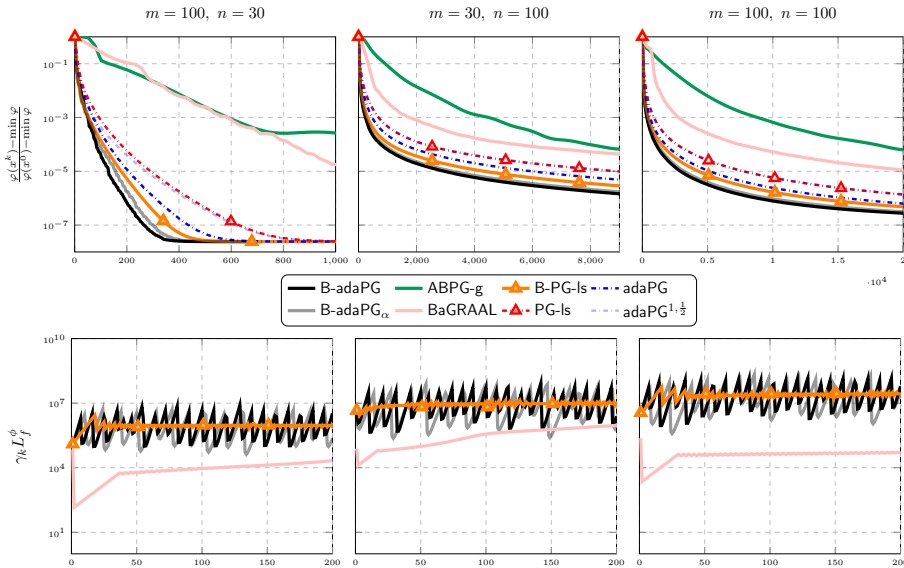 m = 100, n = 30
m = 30, n = 100
m = 100, n = 100
φ(x^k)−min φ / φ(x^0)−min φ
10^−1
10^−3
10^−5
10^−7
0 200 400 600 800 1,000
0 2,000 4,000 6,000 8,000
0 0.5 1 1.5 2
·10^4
B-adaPG ABPG-g B-PG-ls adaPG
B-adaPG_α BaGRAAL PG-ls adaPG^{1,1/2}
γ_k L_f^ϕ
10^10
10^7
10^4
10^1
0 50 100 150 200
0 50 100 150 200
0 50 100 150 200